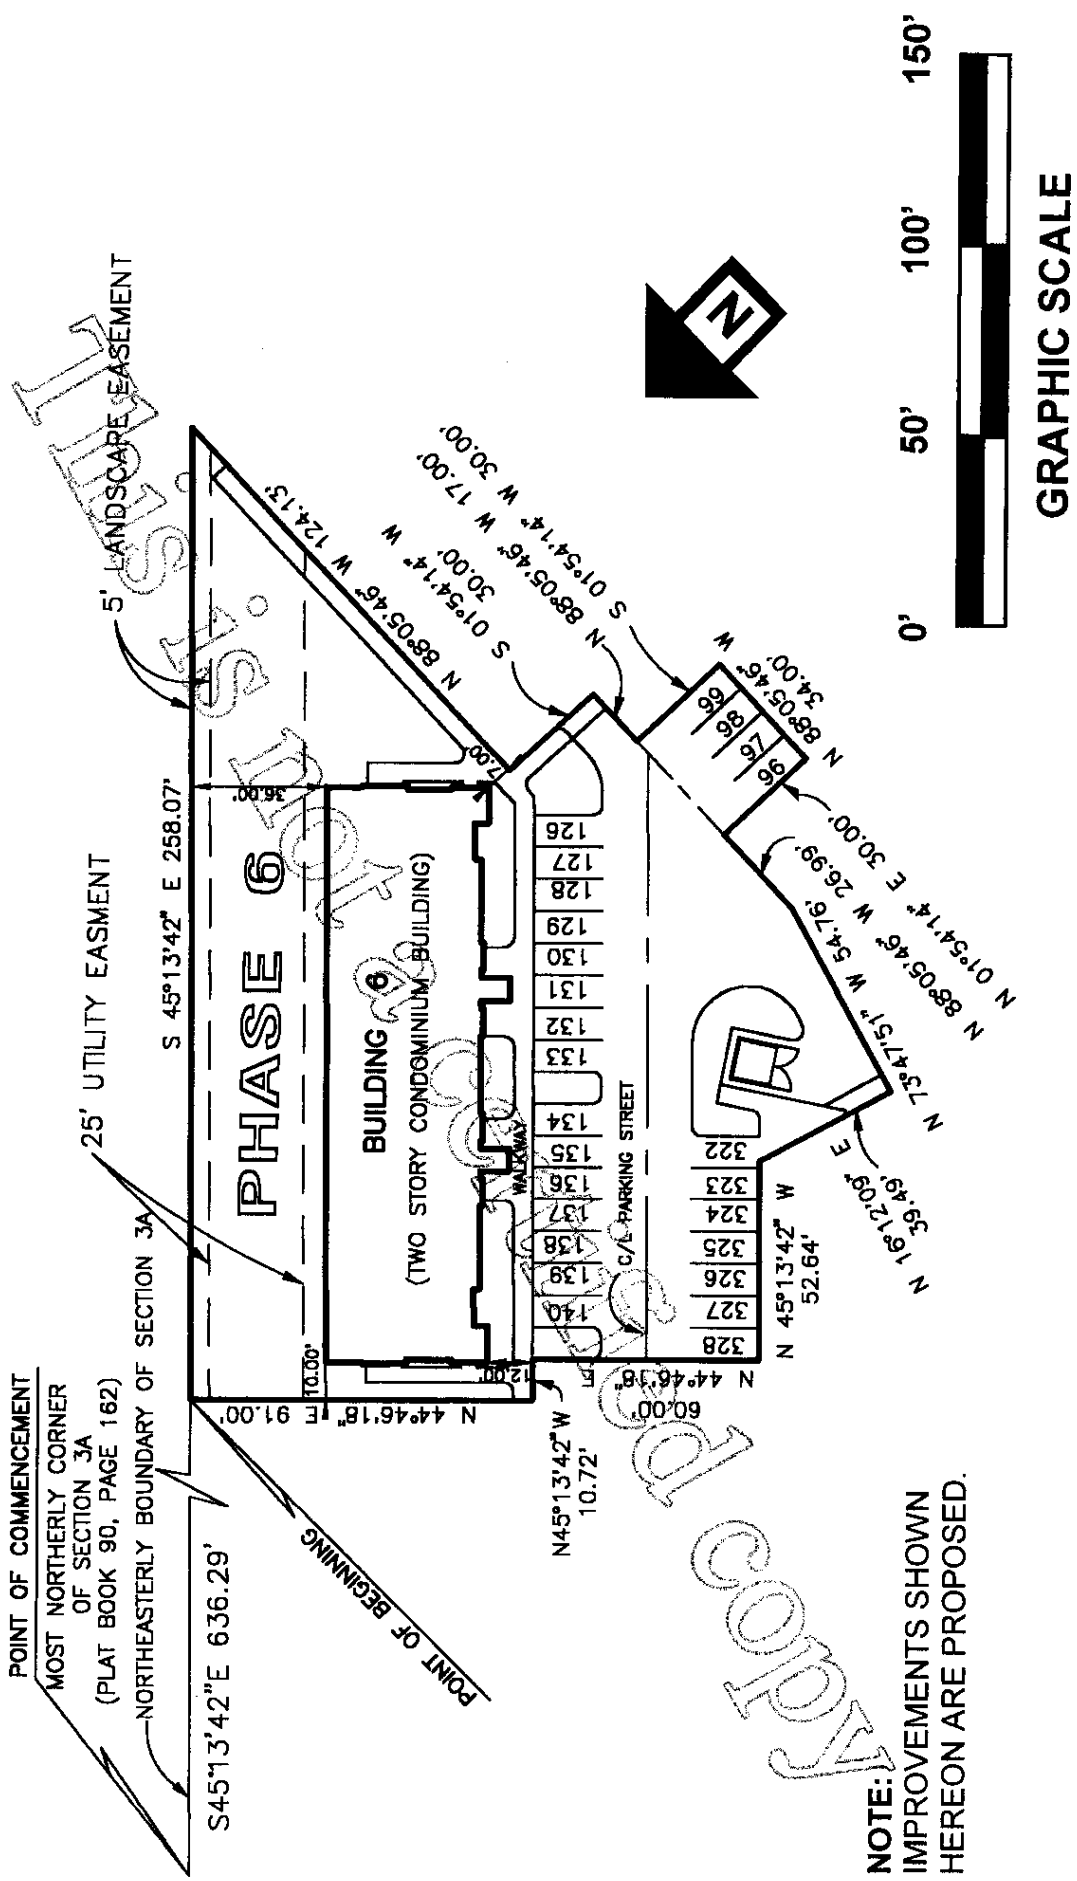 POINT OF COMMENCEMENT
MOST NORTHERLY CORNER
OF SECTION 3A
(PLAT BOOK 90, PAGE 162)
NORTHEASTERLY BOUNDARY OF SECTION 3A
S45°13'42"E 636.29'
POINT OF BEGINNING
25' UTILITY EASMENT
5' LANDSCAPE EASEMENT
S 45°13'42" E 258.07'
PHASE 6
36.00'
10.00'
BUILDING 6
(TWO STORY CONDOMINIUM BUILDING)
N 44°46'18" E 91.00'
12.00'
7.00'
N 88°05'46" W 124.13'
S 01°54'14" W
30.00'
N 88°05'46" W 17.00'
S 01°54'14" W 30.00'
N 88°05'46" W
34.00'
N 01°54'14" E 30.00'
N 88°05'46" W 26.99'
N 73°47'51" W 54.76'
N 16°12'09" E
39.49'
N 45°13'42" W
52.64'
N 44°46'18" E
60.00'
N45°13'42"W
10.72'
WALKWAY
C/L PARKING STREET
140
139
138
137
136
135
134
133
132
131
130
129
128
127
126
328
327
326
325
324
323
322
96
97
98
99
N
0'
50'
100'
150'
GRAPHIC SCALE
NOTE:
IMPROVEMENTS SHOWN
HEREON ARE PROPOSED.
This is not a certified copy